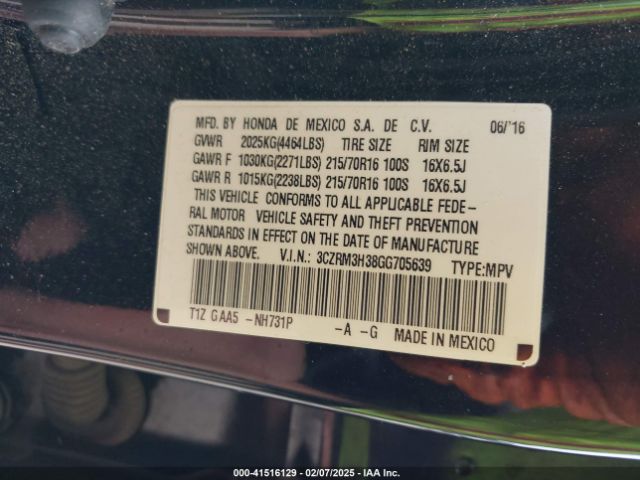 MFD. BY HONDA DE MEXICO S.A. DE C.V. 06/'16
GVWR 2025KG(4464LBS) TIRE SIZE RIM SIZE
GAWR F 1030KG(2271LBS) 215/70R16 100S 16X6.5J
GAWR R 1015KG(2238LBS) 215/70R16 100S 16X6.5J
THIS VEHICLE CONFORMS TO ALL APPLICABLE FEDE-
RAL MOTOR VEHICLE SAFETY AND THEFT PREVENTION
STANDARDS IN EFFECT ON THE DATE OF MANUFACTURE
SHOWN ABOVE. V.I.N.: 3CZRM3H38GG705639 TYPE:MPV
T1Z GAA5 -NH731P -A -G MADE IN MEXICO
000-41516129 - 02/07/2025 - IAA Inc.